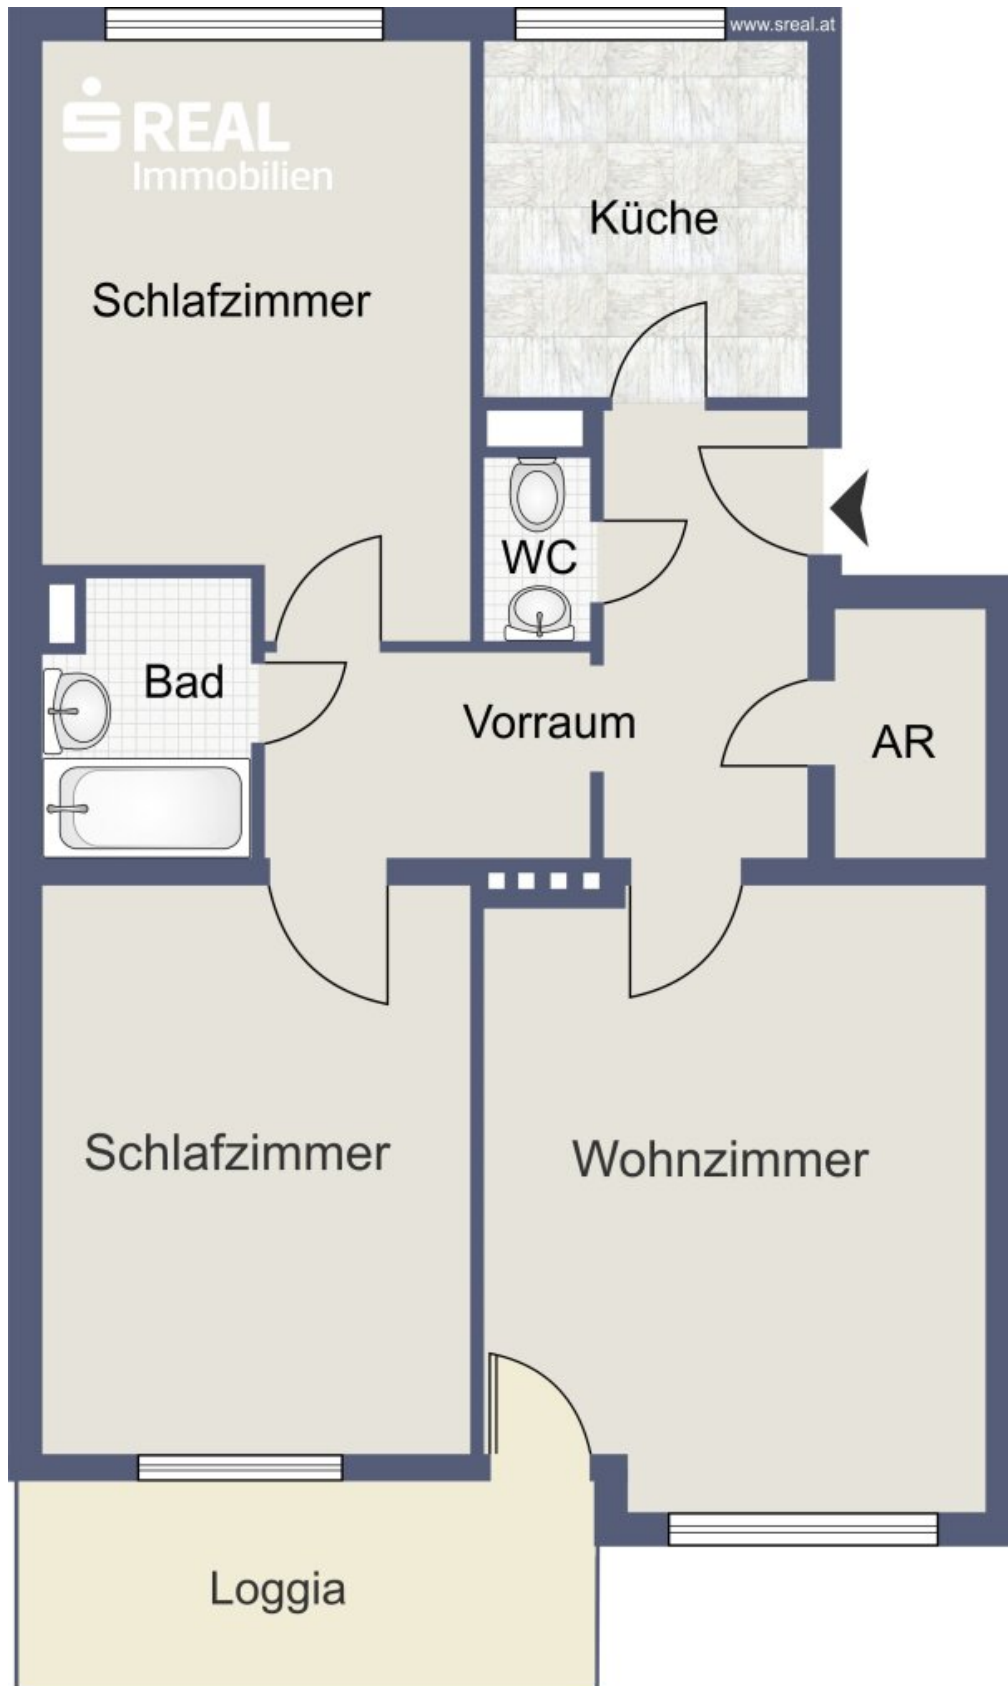 www.sreal.at
S REAL
Immobilien
Küche
Schlafzimmer
WC
Bad
Vorraum
AR
Schlafzimmer
Wohnzimmer
Loggia